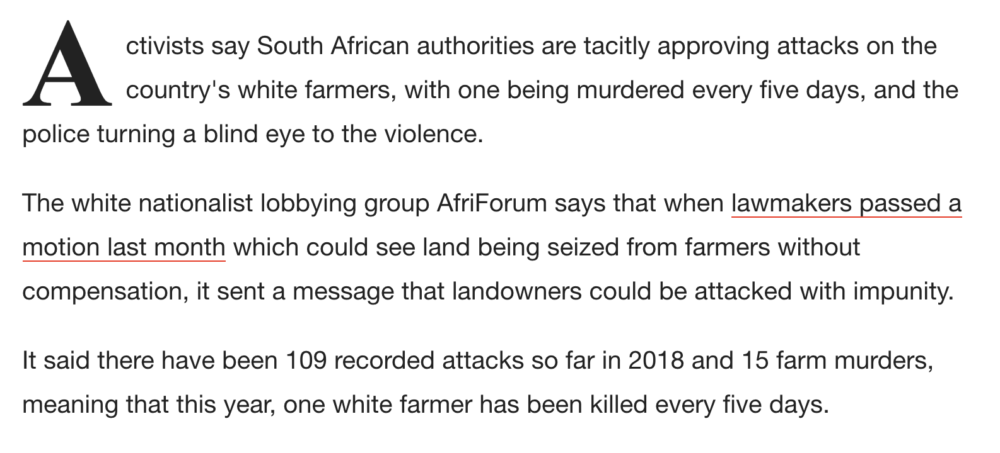 Activists say South African authorities are tacitly approving attacks on the
country's white farmers, with one being murdered every five days, and the
police turning a blind eye to the violence.
The white nationalist lobbying group AfriForum says that when lawmakers passed a
motion last month which could see land being seized from farmers without
compensation, it sent a message that landowners could be attacked with impunity.
It said there have been 109 recorded attacks so far in 2018 and 15 farm murders,
meaning that this year, one white farmer has been killed every five days.